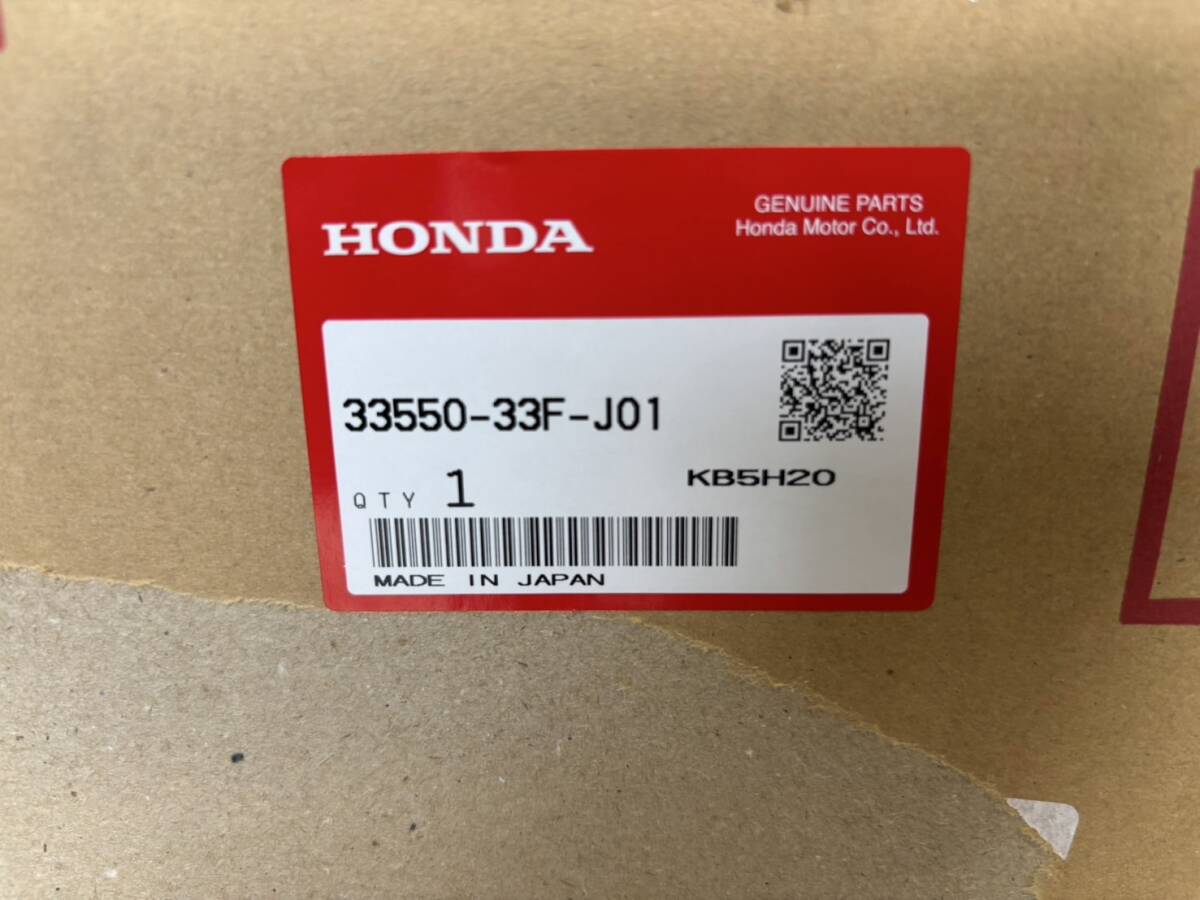 HONDA
GENUINE PARTS
Honda Motor Co., Ltd.
33550-33F-J01
QTY 1
KB5H20
MADE IN JAPAN